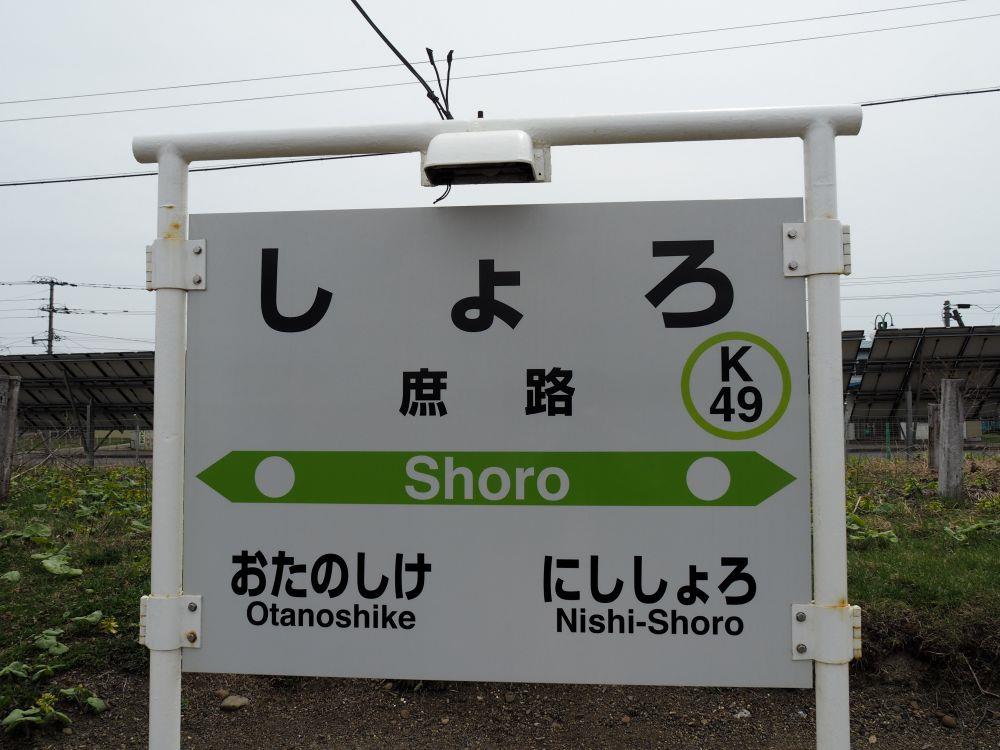 しょろ
庶路
K
49
Shoro
おたのしけ
Otanoshike
にししょろ
Nishi-Shoro